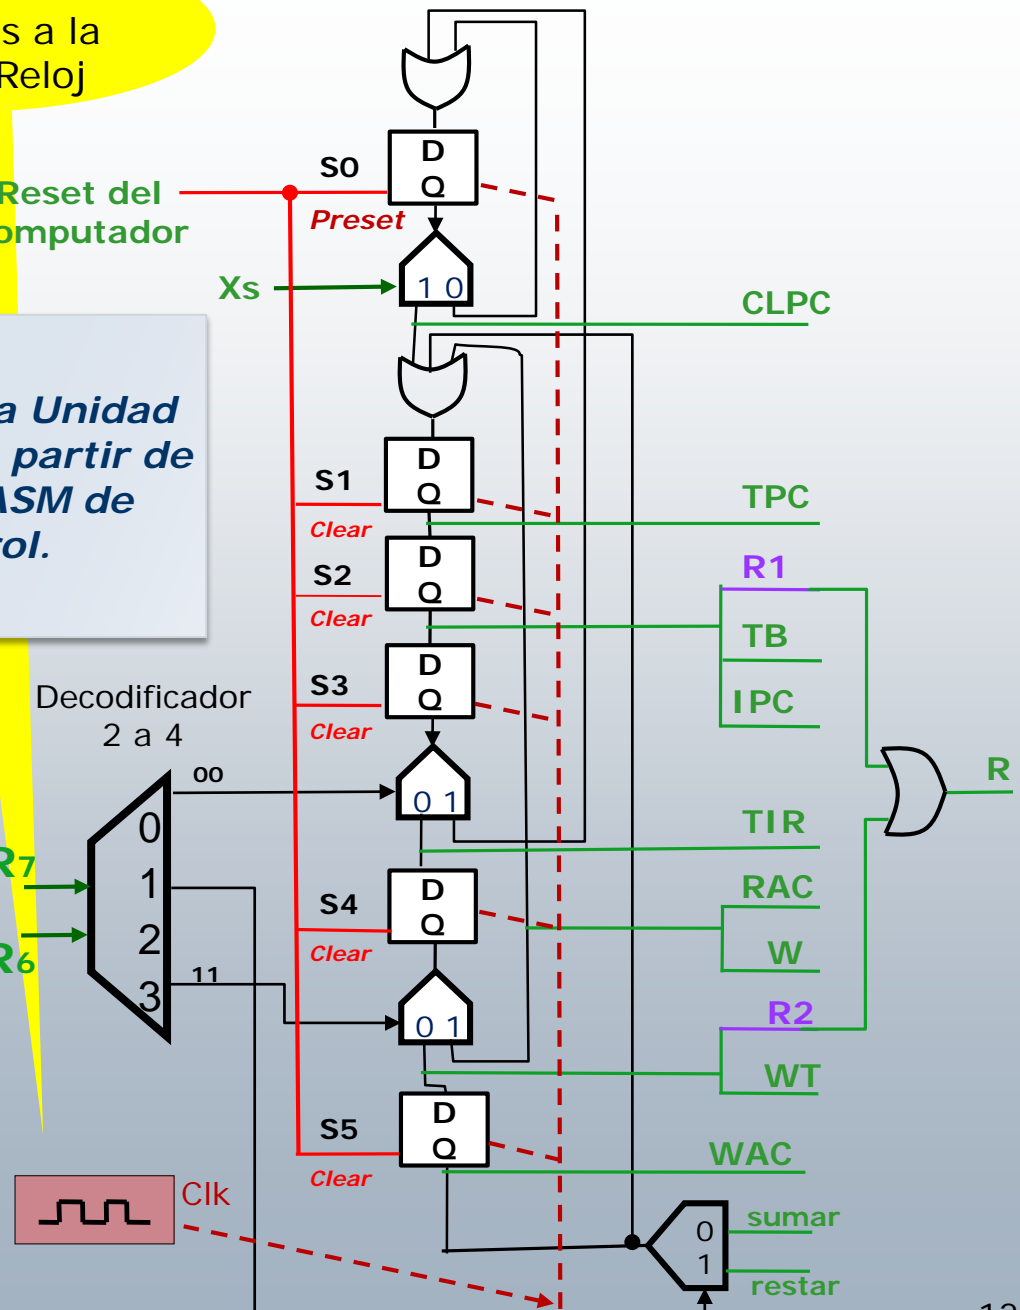 s a la
Reloj
D
Q
S0
Reset del
omputador
Preset
Xs
1 0
CLPC
a Unidad
partir de
ASM de
rol.
D
Q
S1
Clear
TPC
D
Q
S2
Clear
R1
TB
IPC
D
Q
S3
Clear
Decodificador
2 a 4
00
0 1
R
0
1
2
3
R7
R6
TIR
D
Q
S4
Clear
RAC
W
11
0 1
R2
WT
D
Q
S5
Clear
WAC
Clk
0
1
sumar
restar